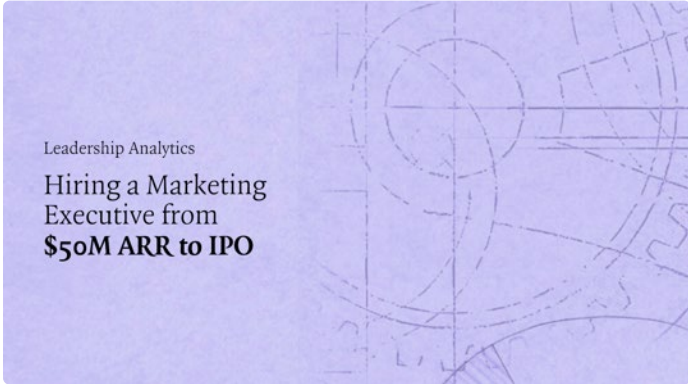 Leadership Analytics
Hiring a Marketing
Executive from
$50M ARR to IPO